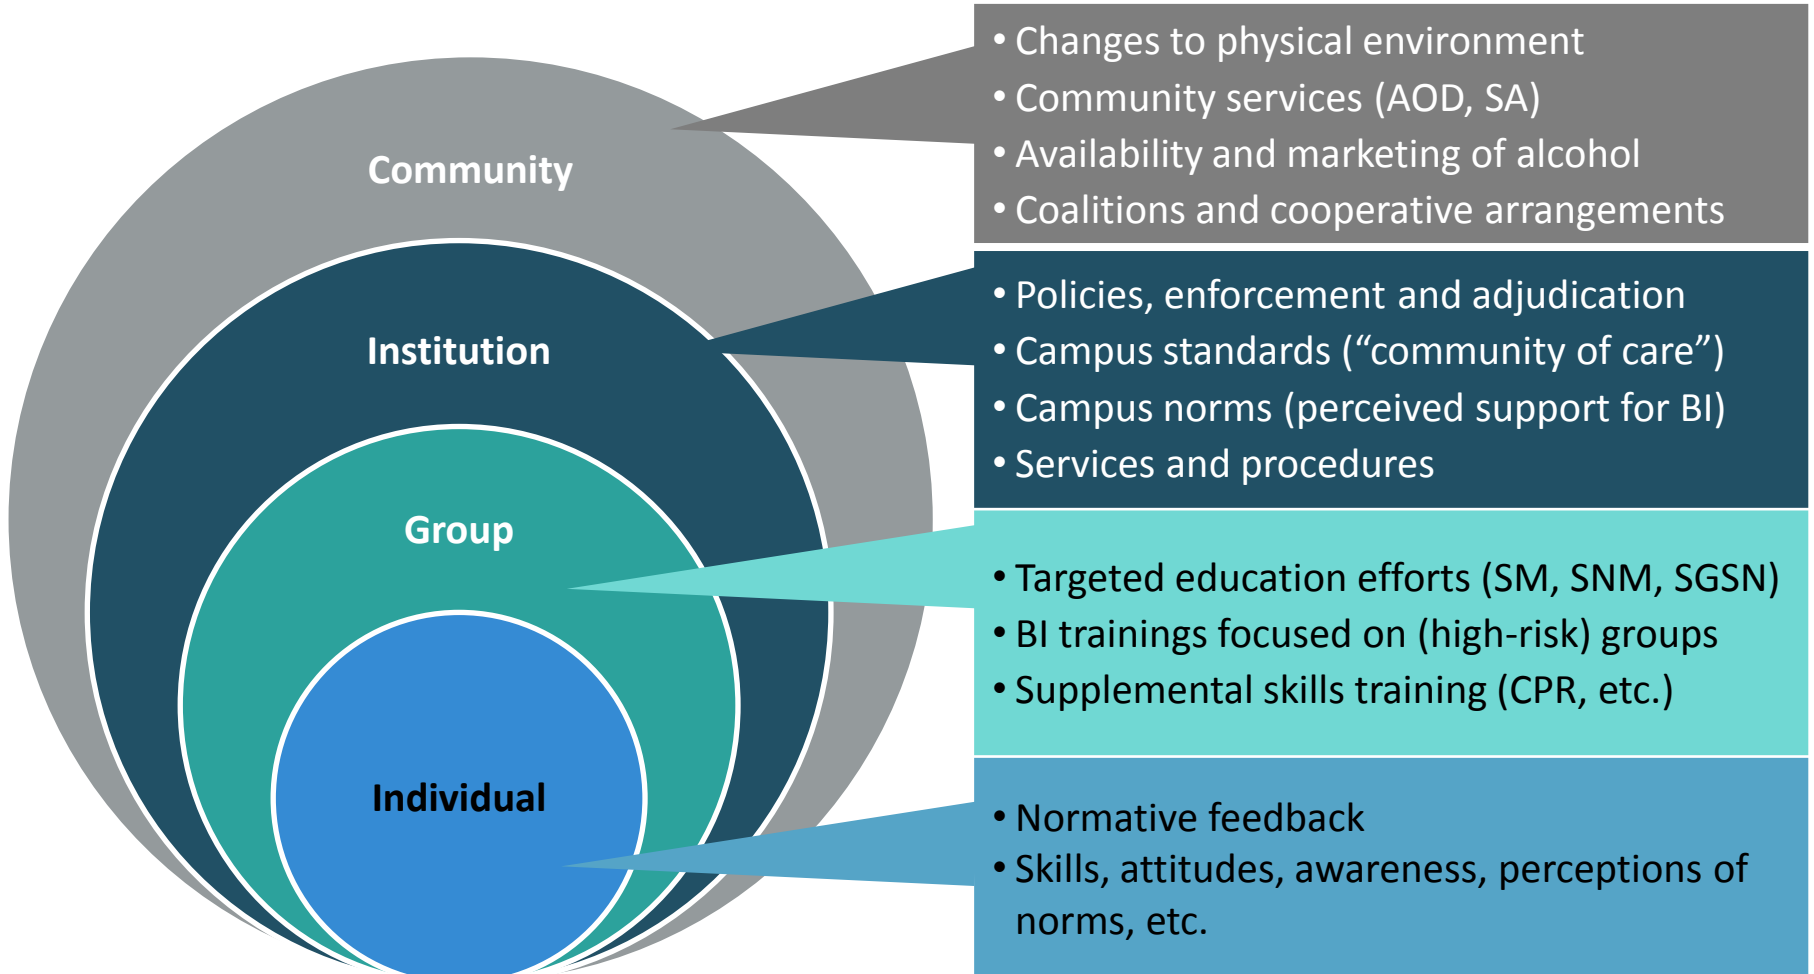 Community
Institution
Group
Individual
• Changes to physical environment
• Community services (AOD, SA)
• Availability and marketing of alcohol
• Coalitions and cooperative arrangements
• Policies, enforcement and adjudication
• Campus standards (“community of care”)
• Campus norms (perceived support for BI)
• Services and procedures
• Targeted education efforts (SM, SNM, SGSN)
• BI trainings focused on (high-risk) groups
• Supplemental skills training (CPR, etc.)
• Normative feedback
• Skills, attitudes, awareness, perceptions of
norms, etc.